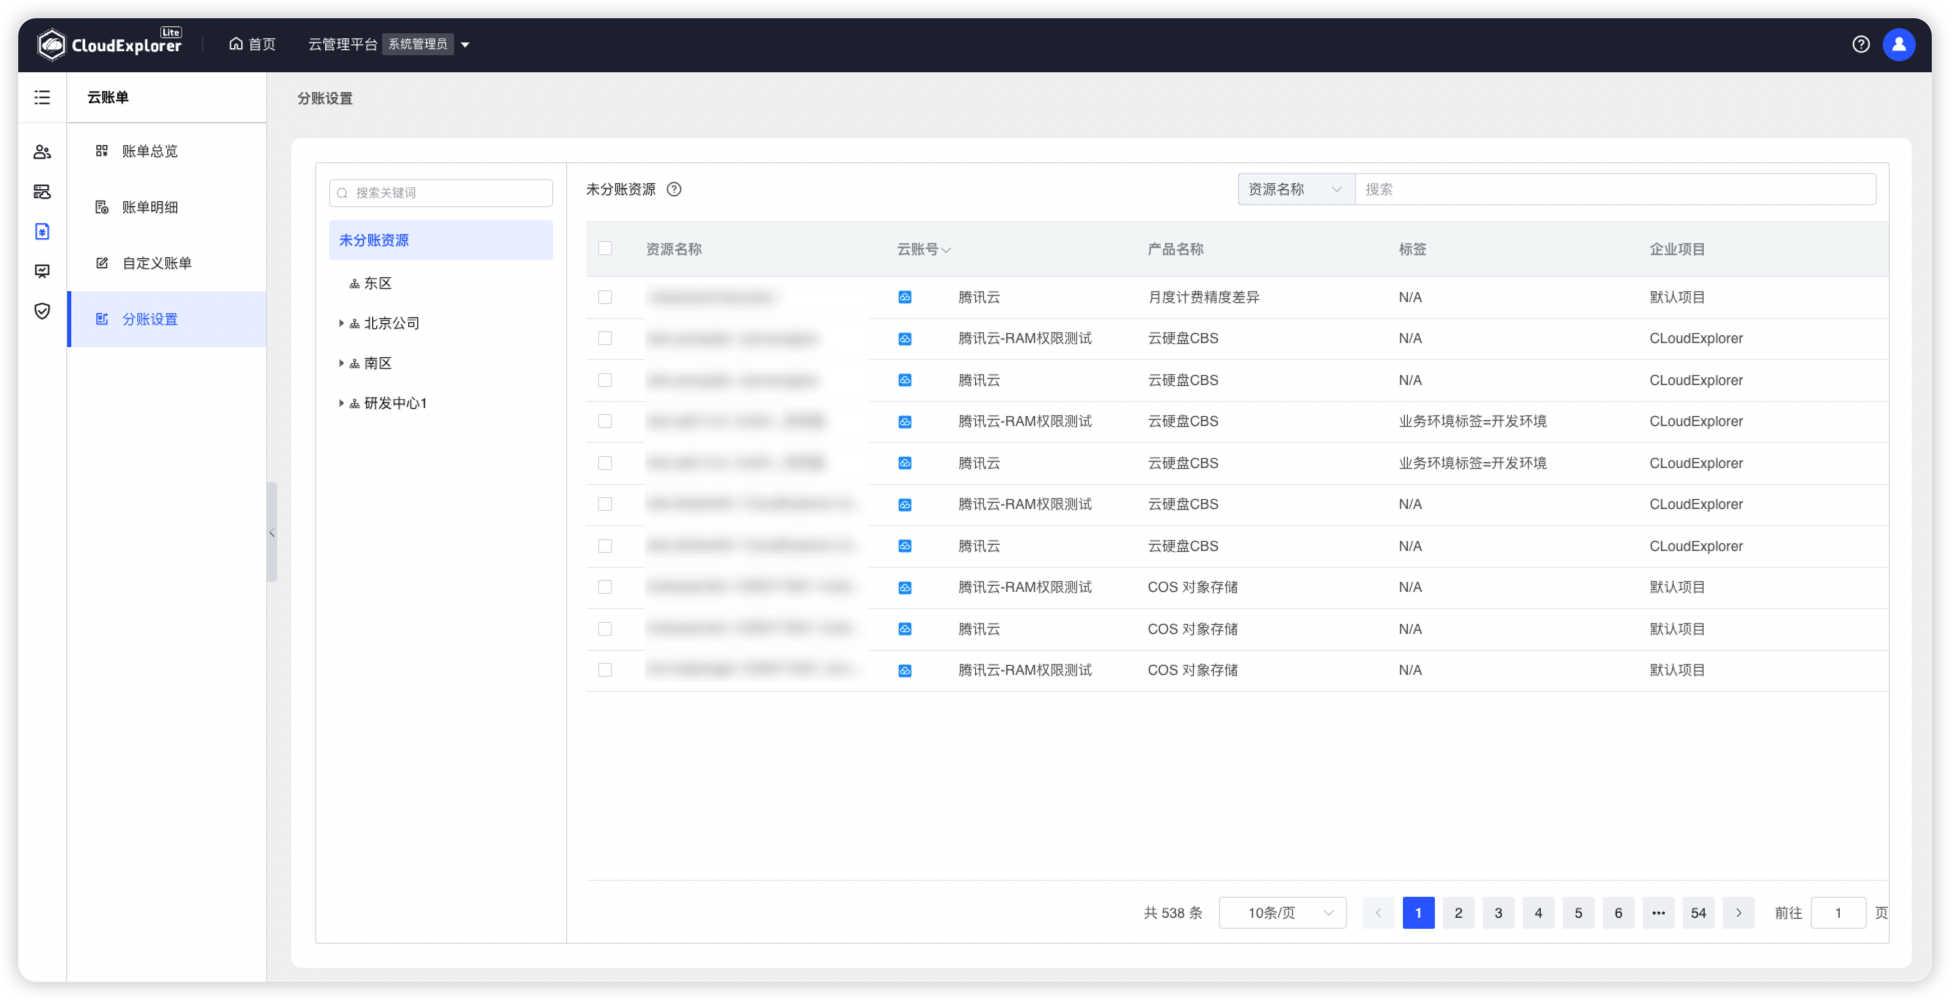 CloudExplorer Lite 首页 云管理平台 系统管理员
云账单
账单总览
账单明细
自定义账单
分账设置
分账设置
搜索关键词
未分账资源
东区
北京公司
南区
研发中心1
未分账资源
资源名称 搜索
资源名称 云账号 产品名称 标签 企业项目
腾讯云 月度计费精度差异 N/A 默认项目
腾讯云-RAM权限测试 云硬盘CBS N/A CLoudExplorer
腾讯云 云硬盘CBS N/A CLoudExplorer
腾讯云-RAM权限测试 云硬盘CBS 业务环境标签=开发环境 CLoudExplorer
腾讯云 云硬盘CBS 业务环境标签=开发环境 CLoudExplorer
腾讯云-RAM权限测试 云硬盘CBS N/A CLoudExplorer
腾讯云 云硬盘CBS N/A CLoudExplorer
腾讯云-RAM权限测试 COS 对象存储 N/A 默认项目
腾讯云 COS 对象存储 N/A 默认项目
腾讯云-RAM权限测试 COS 对象存储 N/A 默认项目
共 538 条 10条/页 1 2 3 4 5 6 ••• 54 前往 1 页